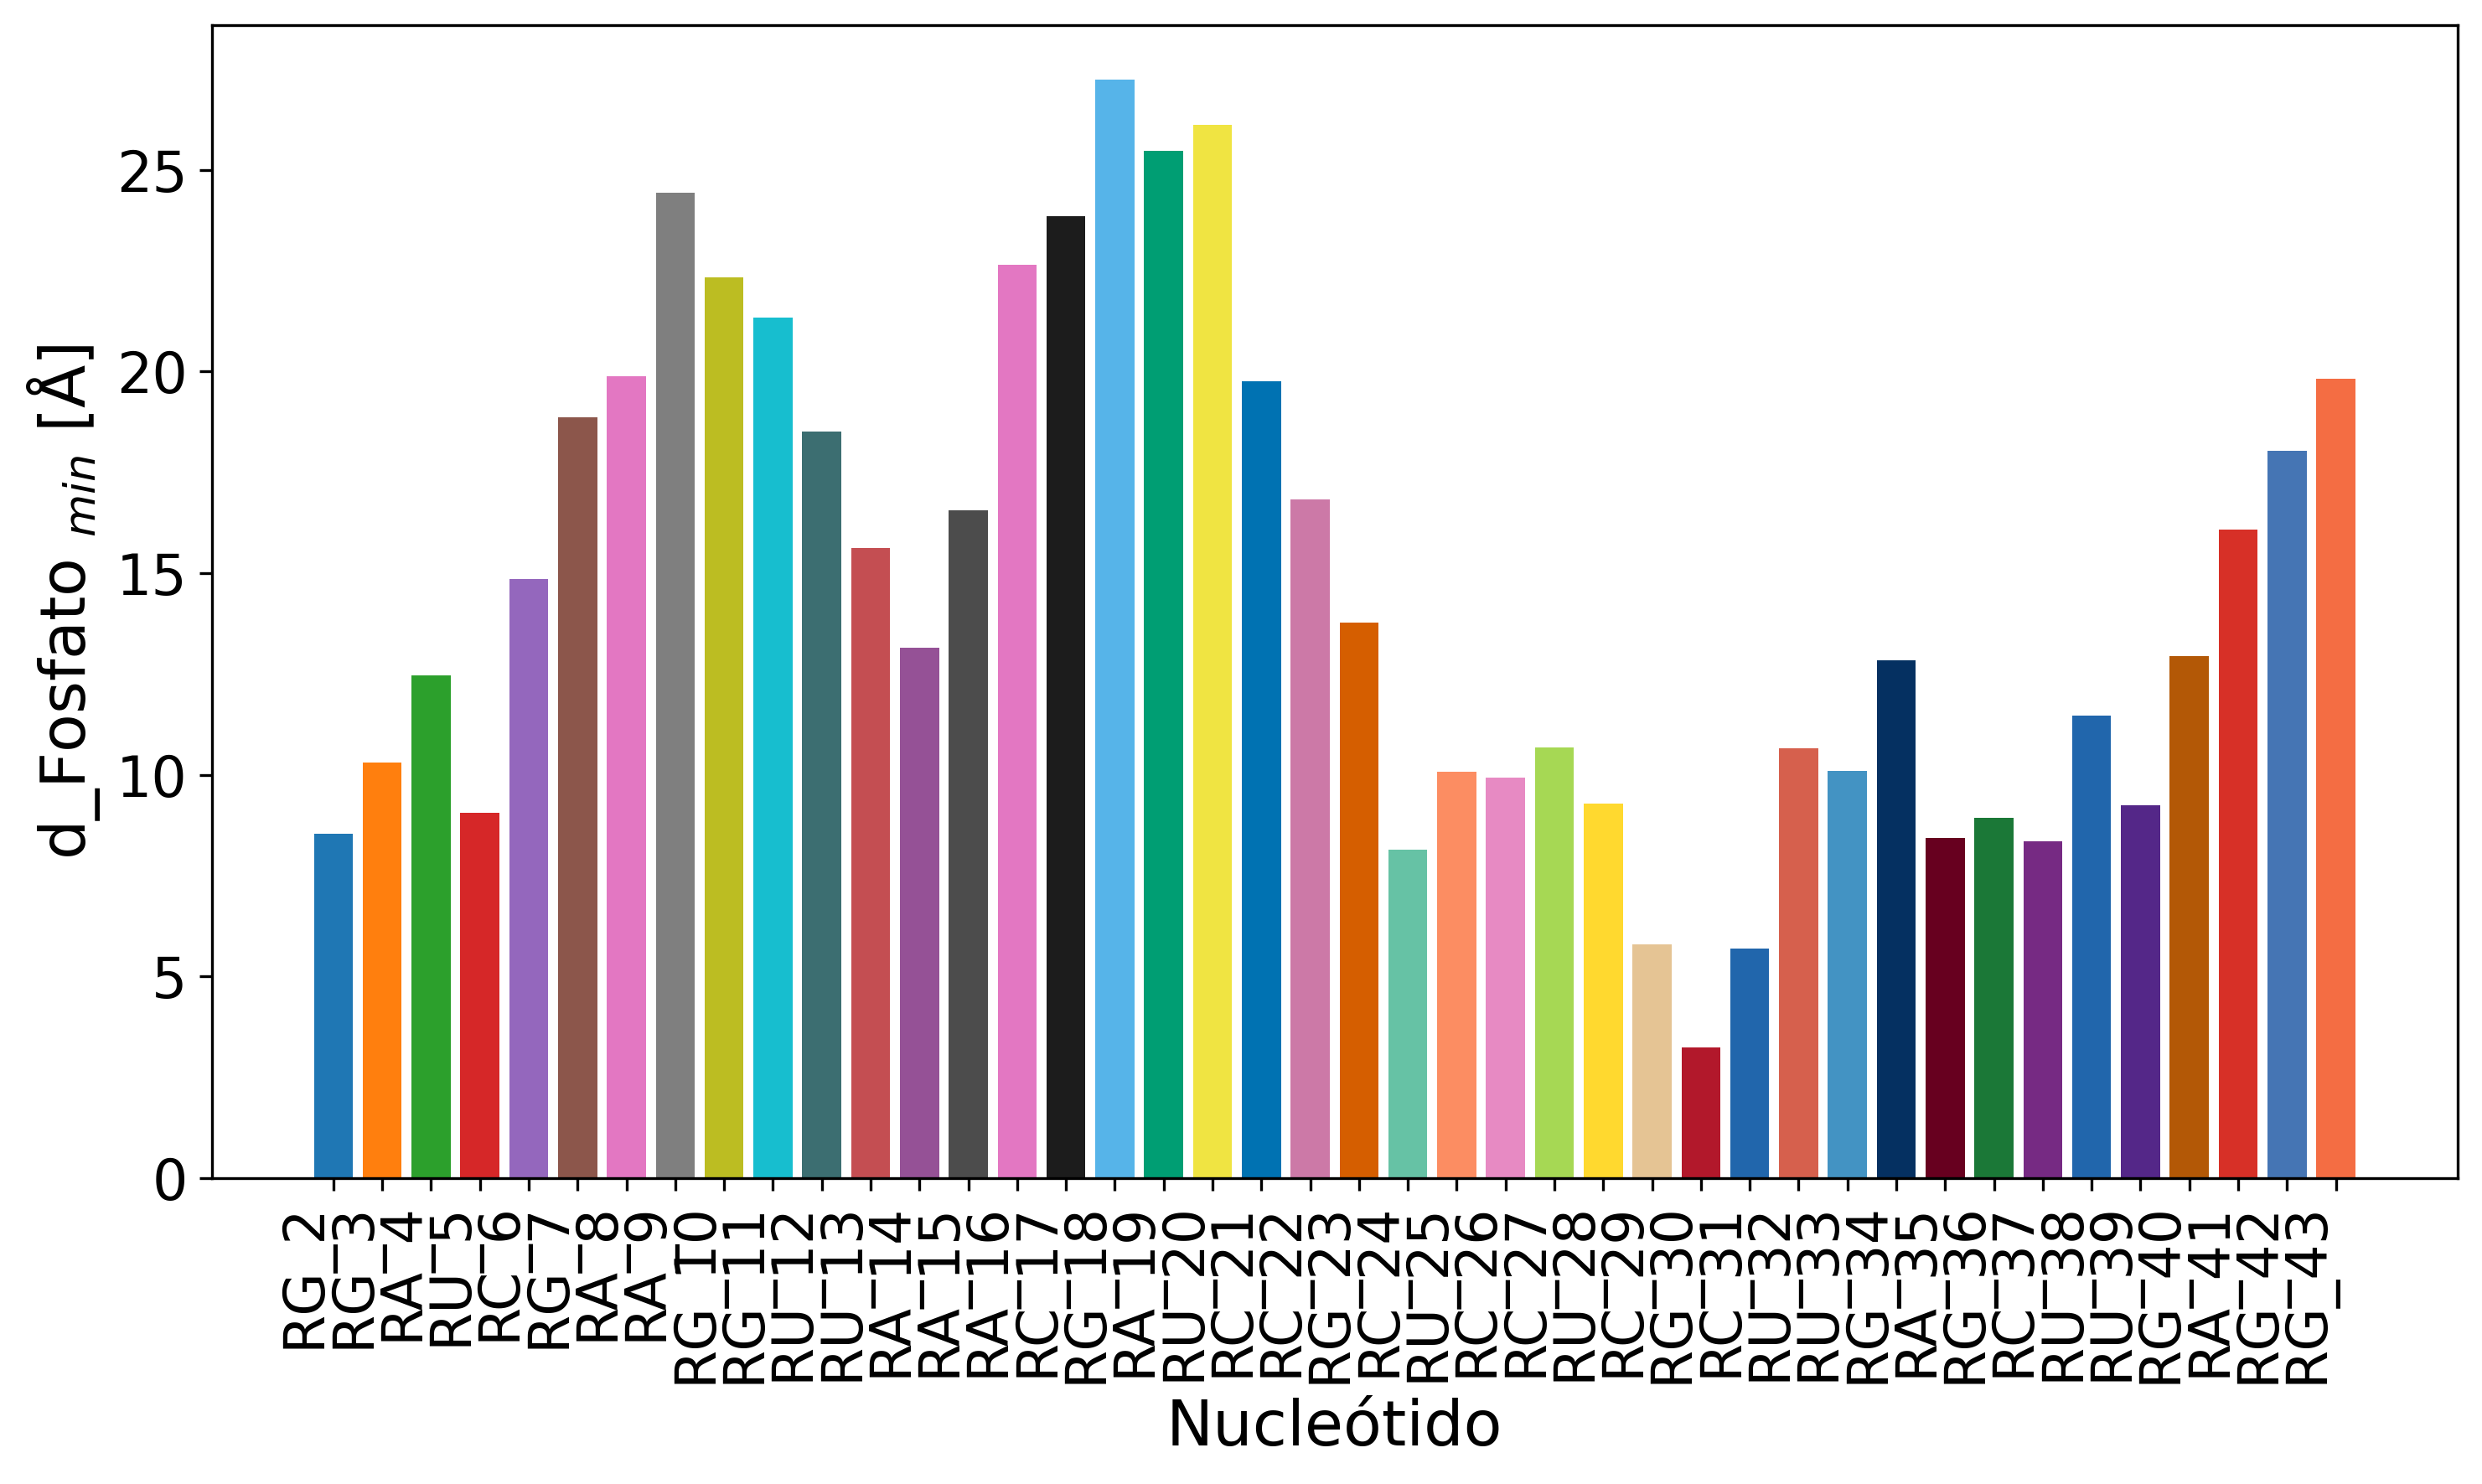 d_Fosfato min [Å]
25
20
15
10
5
0
RG_2
RG_3
RA_4
RU_5
RC_6
RG_7
RA_8
RA_9
RG_10
RG_11
RU_12
RU_13
RA_14
RA_15
RA_16
RC_17
RG_18
RA_19
RU_20
RC_21
RC_22
RG_23
RC_24
RU_25
RC_26
RC_27
RU_28
RC_29
RG_30
RC_31
RU_32
RU_33
RG_34
RA_35
RG_36
RC_37
RU_38
RU_39
RG_40
RA_41
RG_42
RG_43
Nucleótido